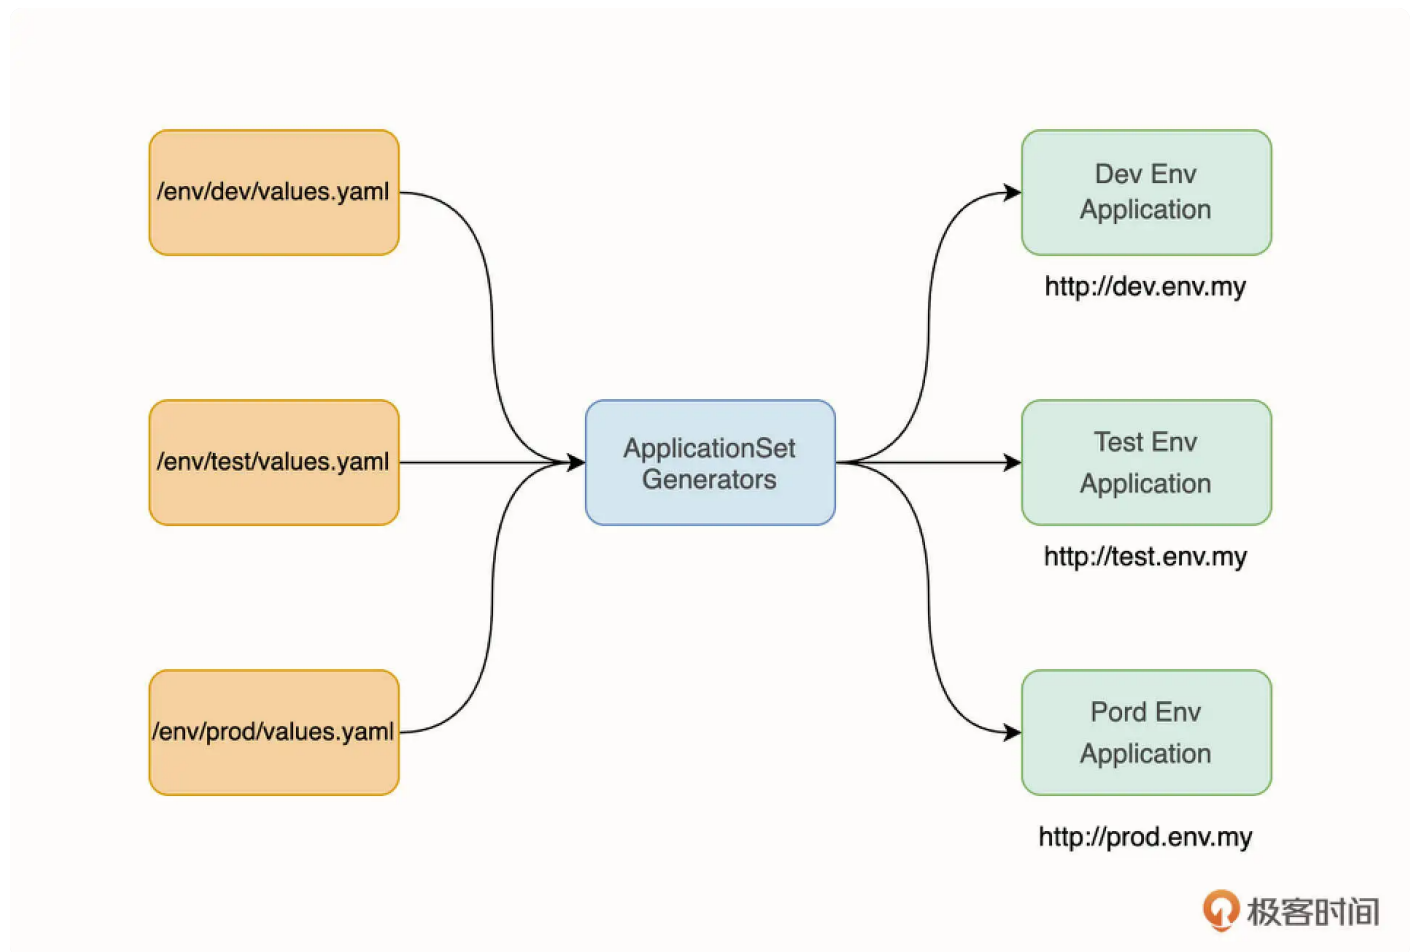 /env/dev/values.yaml
Dev Env
Application
http://dev.env.my
/env/test/values.yaml
ApplicationSet
Generators
Test Env
Application
http://test.env.my
/env/prod/values.yaml
Pord Env
Application
http://prod.env.my
极客时间